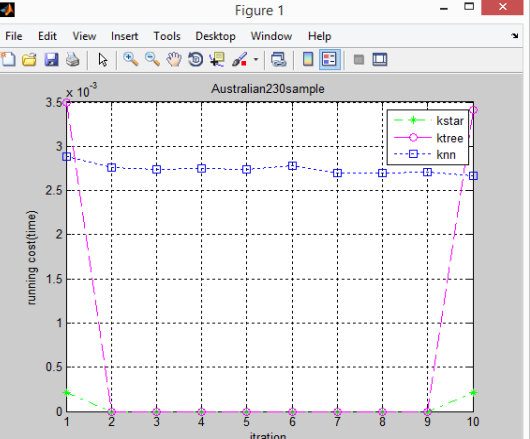 Figure 1
File Edit View Insert Tools Desktop Window Help
x 10^-3
Australian230sample
kstar
ktree
knn
3.5
3
2.5
2
1.5
1
0.5
0
running cost(time)
1 2 3 4 5 6 7 8 9 10
itration